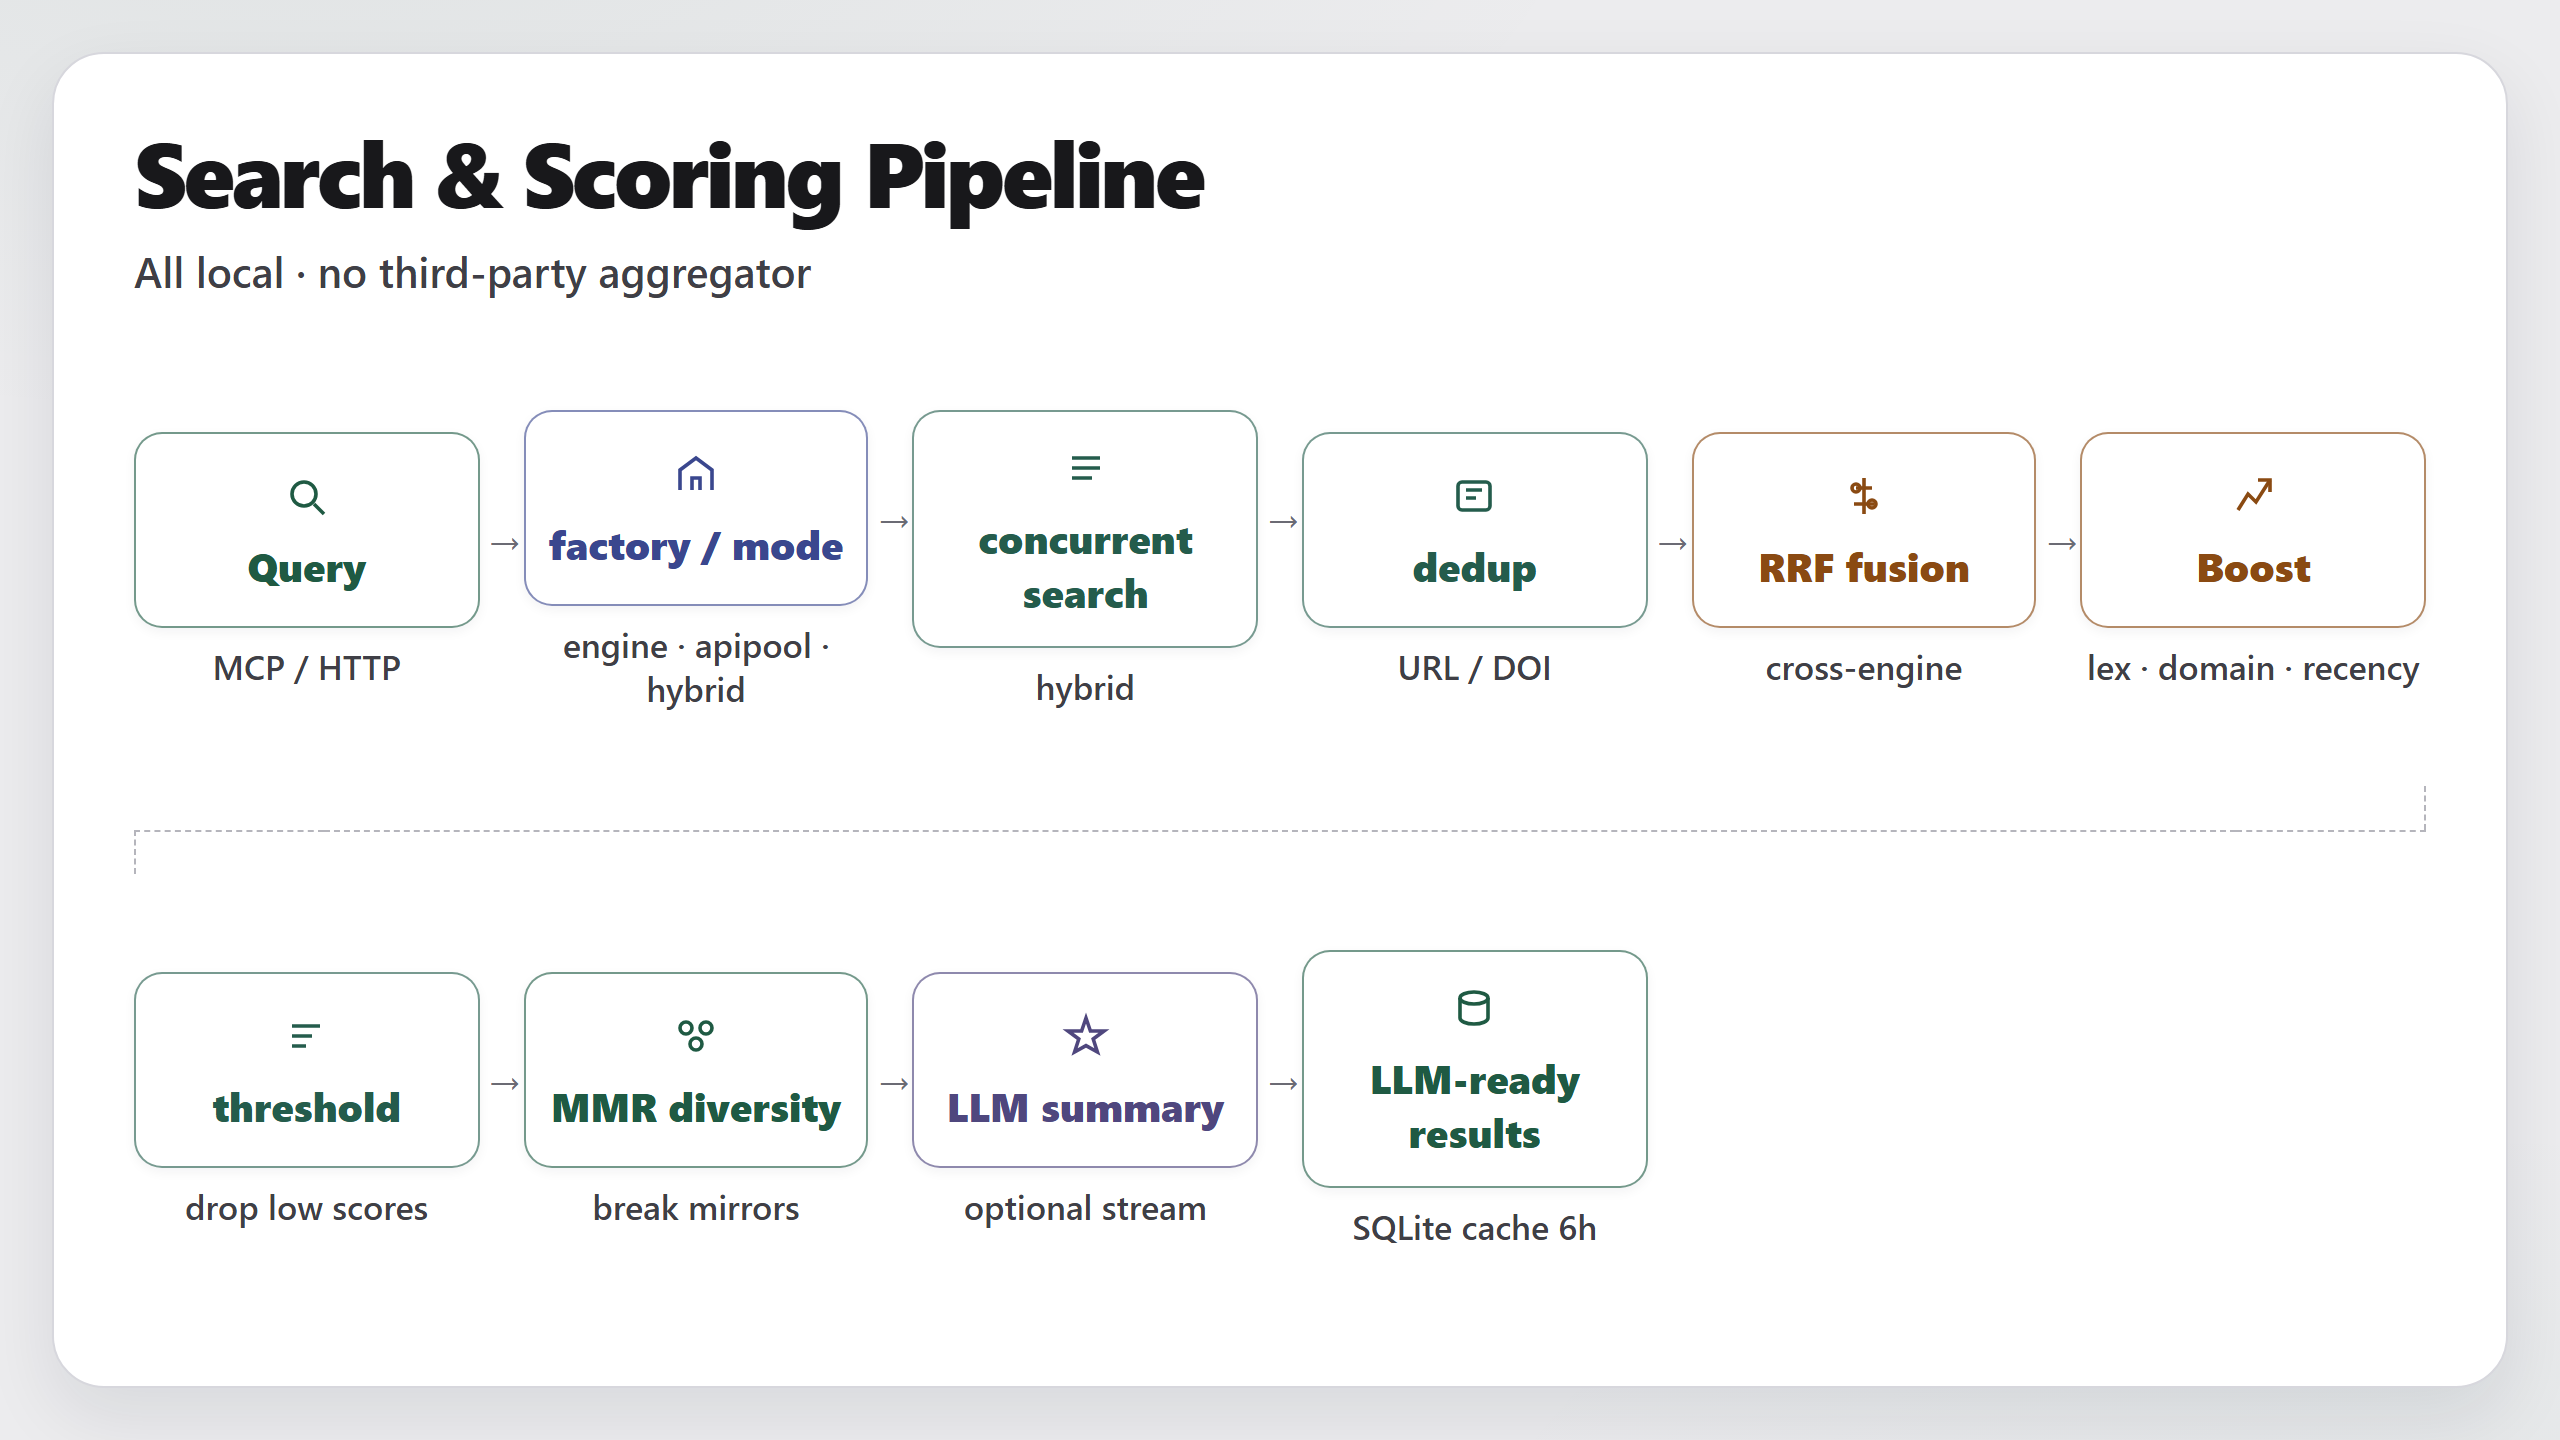 Search & Scoring Pipeline
All local · no third-party aggregator
Query
MCP / HTTP
factory / mode
engine · apipool ·
hybrid
concurrent
search
hybrid
dedup
URL / DOI
RRF fusion
cross-engine
Boost
lex · domain · recency
threshold
drop low scores
MMR diversity
break mirrors
LLM summary
optional stream
LLM-ready
results
SQLite cache 6h